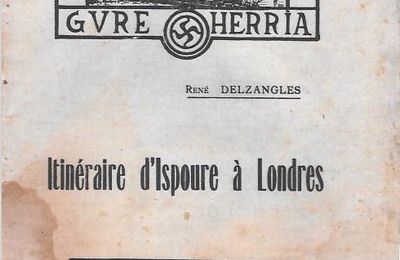 GVRE HERRIA
RENÉ DELZANGLES
Itinéraire d'Ispoure à Londres